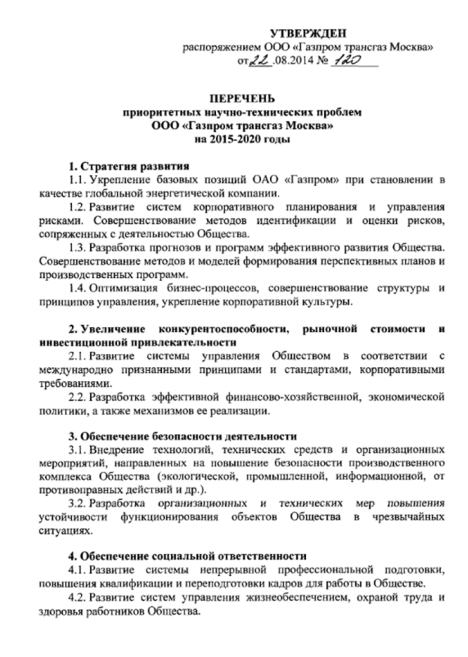 УТВЕРЖДЕН
распоряжением ООО «Газпром трансгаз Москва»
от 22 .08.2014 № 120
ПЕРЕЧЕНЬ
приоритетных научно-технических проблем
ООО «Газпром трансгаз Москва»
на 2015-2020 годы
1. Стратегия развития
1.1. Укрепление базовых позиций ОАО «Газпром» при становлении в
качестве глобальной энергетической компании.
1.2. Развитие систем корпоративного планирования и управления
рисками. Совершенствование методов идентификации и оценки рисков,
сопряженных с деятельностью Общества.
1.3. Разработка прогнозов и программ эффективного развития Общества.
Совершенствование методов и моделей формирования перспективных планов и
производственных программ.
1.4. Оптимизация бизнес-процессов, совершенствование структуры и
принципов управления, укрепление корпоративной культуры.
2. Увеличение конкурентоспособности, рыночной стоимости и
инвестиционной привлекательности
2.1. Развитие системы управления Обществом в соответствии с
международно признанными принципами и стандартами, корпоративными
требованиями.
2.2. Разработка эффективной финансово-хозяйственной, экономической
политики, а также механизмов ее реализации.
3. Обеспечение безопасности деятельности
3.1. Внедрение технологий, технических средств и организационных
мероприятий, направленных на повышение безопасности производственного
комплекса Общества (экологической, промышленной, информационной, от
противоправных действий и др.).
3.2. Разработка организационных и технических мер повышения
устойчивости функционирования объектов Общества в чрезвычайных
ситуациях.
4. Обеспечение социальной ответственности
4.1. Развитие системы непрерывной профессиональной подготовки,
повышения квалификации и переподготовки кадров для работы в Обществе.
4.2. Развитие систем управления жизнеобеспечением, охраной труда и
здоровья работников Общества.